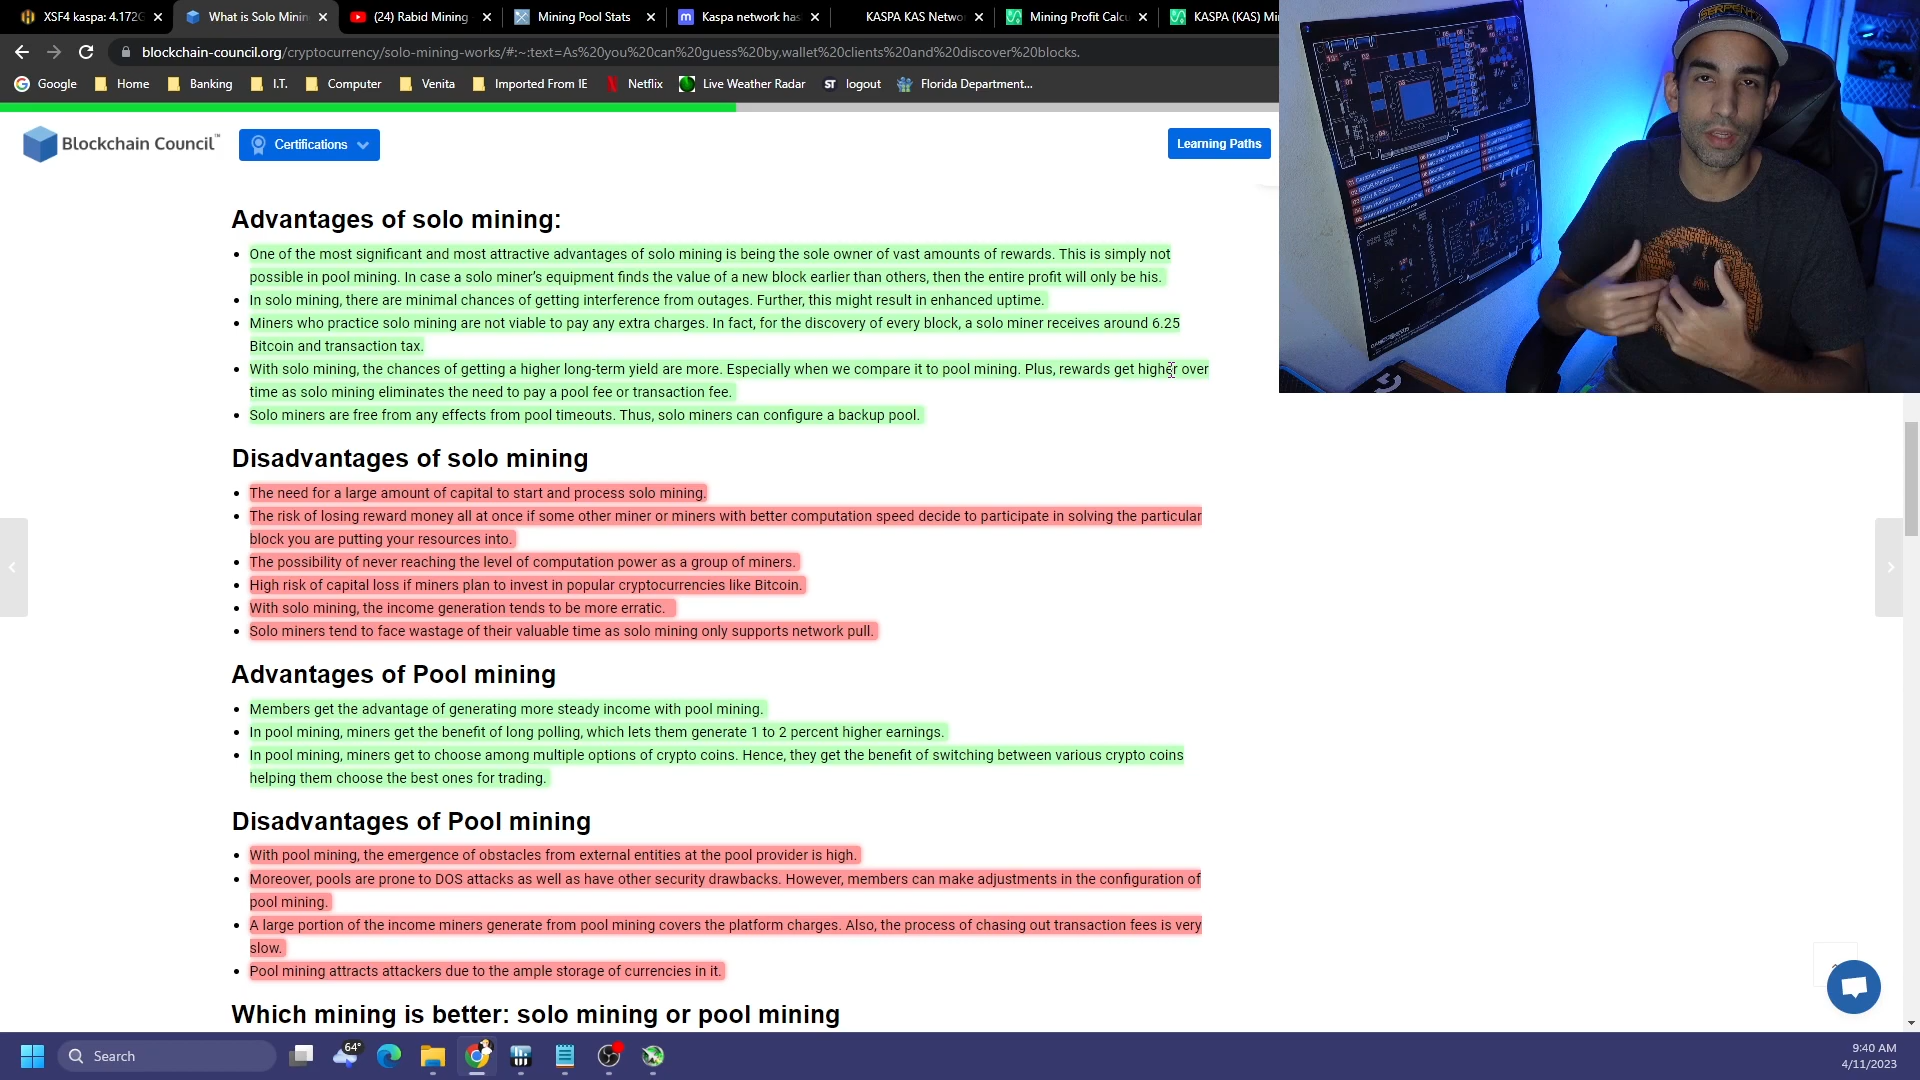 XSF4 kaspa: 4.172G
What is Solo Minin
(24) Rabid Mining
Mining Pool Stats
Kaspa network has
KASPA KAS Netwo
Mining Profit Calcu
KASPA (KAS) Mi
blockchain-council.org/cryptocurrency/solo-mining-works/#:~:text=As%20you%20can%20guess%20by,wallet%20clients%20and%20discover%20blocks.
Google
Home
Banking
I.T.
Computer
Venita
Imported From IE
Netflix
Live Weather Radar
ST logout
Florida Department...
Blockchain Council™
Certifications
Learning Paths
SERPENT
Advantages of solo mining:
One of the most significant and most attractive advantages of solo mining is being the sole owner of vast amounts of rewards. This is simply not
possible in pool mining. In case a solo miner's equipment finds the value of a new block earlier than others, then the entire profit will only be his.
In solo mining, there are minimal chances of getting interference from outages. Further, this might result in enhanced uptime.
Miners who practice solo mining are not viable to pay any extra charges. In fact, for the discovery of every block, a solo miner receives around 6.25
Bitcoin and transaction tax.
With solo mining, the chances of getting a higher long-term yield are more. Especially when we compare it to pool mining. Plus, rewards get higher over
time as solo mining eliminates the need to pay a pool fee or transaction fee.
Solo miners are free from any effects from pool timeouts. Thus, solo miners can configure a backup pool.
Disadvantages of solo mining
The need for a large amount of capital to start and process solo mining.
The risk of losing reward money all at once if some other miner or miners with better computation speed decide to participate in solving the particular
block you are putting your resources into.
The possibility of never reaching the level of computation power as a group of miners.
High risk of capital loss if miners plan to invest in popular cryptocurrencies like Bitcoin.
With solo mining, the income generation tends to be more erratic.
Solo miners tend to face wastage of their valuable time as solo mining only supports network pull.
Advantages of Pool mining
Members get the advantage of generating more steady income with pool mining.
In pool mining, miners get the benefit of long polling, which lets them generate 1 to 2 percent higher earnings.
In pool mining, miners get to choose among multiple options of crypto coins. Hence, they get the benefit of switching between various crypto coins
helping them choose the best ones for trading.
Disadvantages of Pool mining
With pool mining, the emergence of obstacles from external entities at the pool provider is high.
Moreover, pools are prone to DOS attacks as well as have other security drawbacks. However, members can make adjustments in the configuration of
pool mining.
A large portion of the income miners generate from pool mining covers the platform charges. Also, the process of chasing out transaction fees is very
slow.
Pool mining attracts attackers due to the ample storage of currencies in it.
Which mining is better: solo mining or pool mining
Search
64°
9:40 AM
4/11/2023